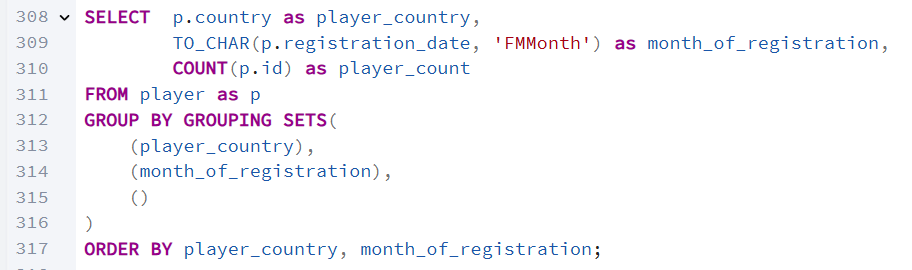 308 SELECT  p.country as player_country,
309         TO_CHAR(p.registration_date, 'FMMonth') as month_of_registration,
310         COUNT(p.id) as player_count
311 FROM player as p
312 GROUP BY GROUPING SETS(
313     (player_country),
314     (month_of_registration),
315     ()
316 )
317 ORDER BY player_country, month_of_registration;